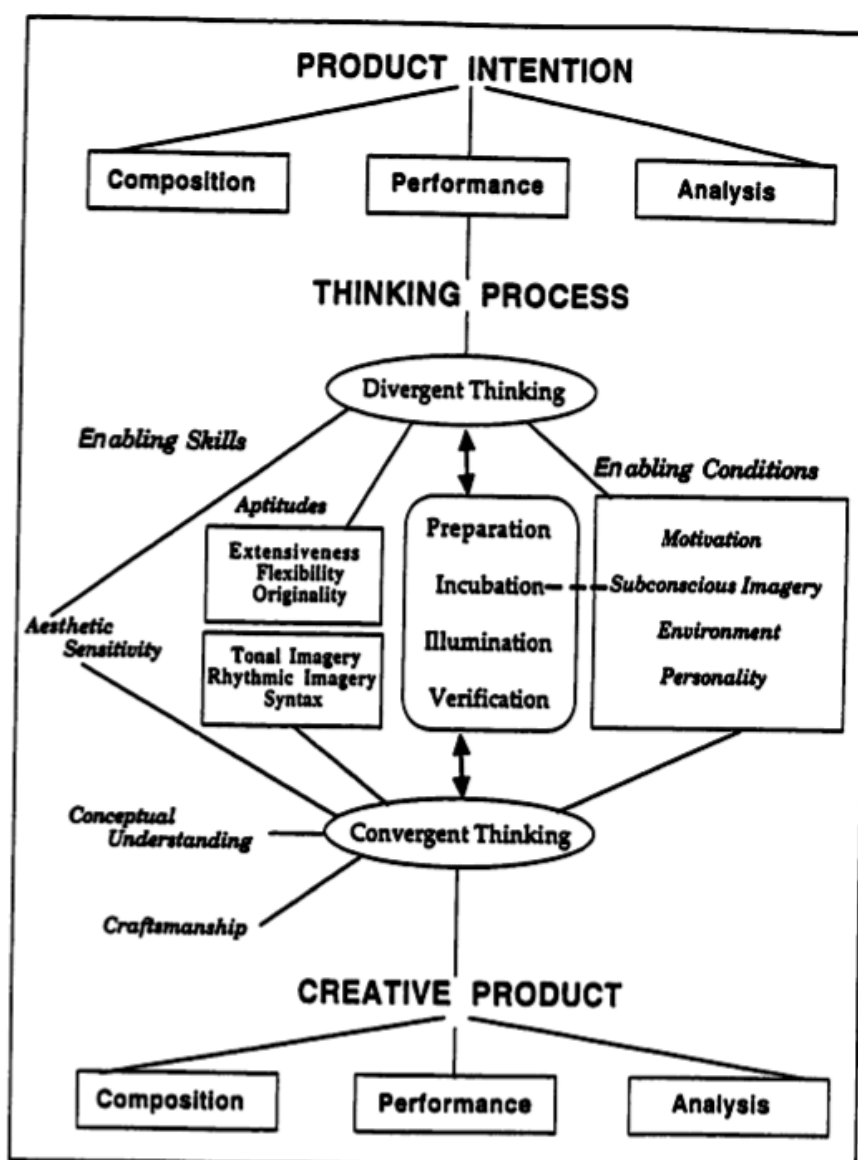 PRODUCT INTENTION
Composition
Performance
Analysis
THINKING PROCESS
Divergent Thinking
Enabling Skills
Enabling Conditions
Aptitudes
Extensiveness
Flexibility
Originality
Preparation
Incubation
Illumination
Verification
Motivation
Subconscious Imagery
Environment
Personality
Aesthetic
Sensitivity
Tonal Imagery
Rhythmic Imagery
Syntax
Conceptual
Understanding
Convergent Thinking
Craftsmanship
CREATIVE PRODUCT
Composition
Performance
Analysis